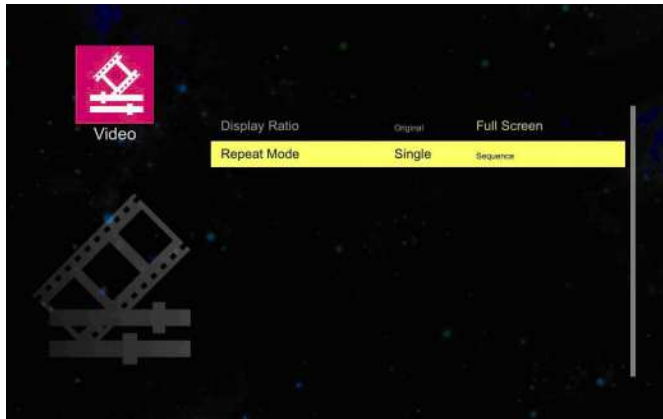 Video
Display Ratio Original Full Screen
Repeat Mode Single Sequence